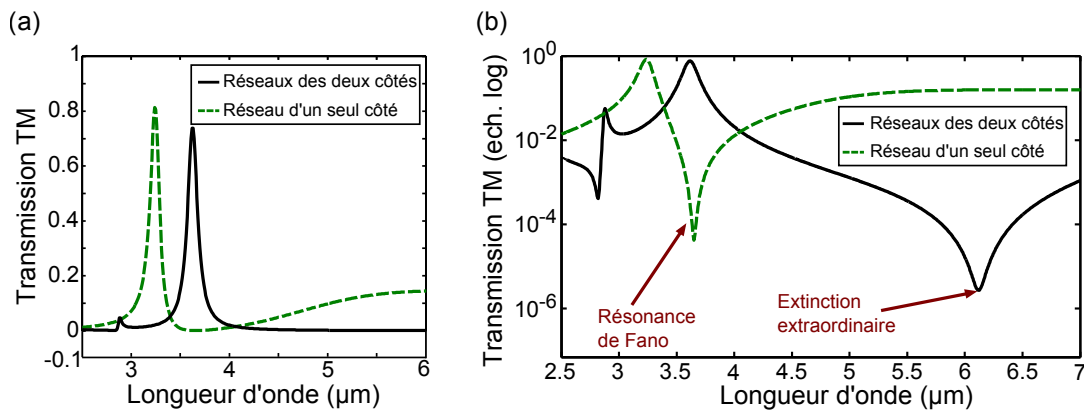 (a)
Transmission TM
1
0.8
0.6
0.4
0.2
0
-0.1
3
4
5
6
Longueur d'onde (µm)
Réseaux des deux côtés
Réseau d'un seul côté
(b)
Transmission TM (ech. log)
10^0
10^-2
10^-4
10^-6
2.5
3
3.5
4
4.5
5
5.5
6
6.5
7
Longueur d'onde (µm)
Réseaux des deux côtés
Réseau d'un seul côté
Résonance
de Fano
Extinction
extraordinaire